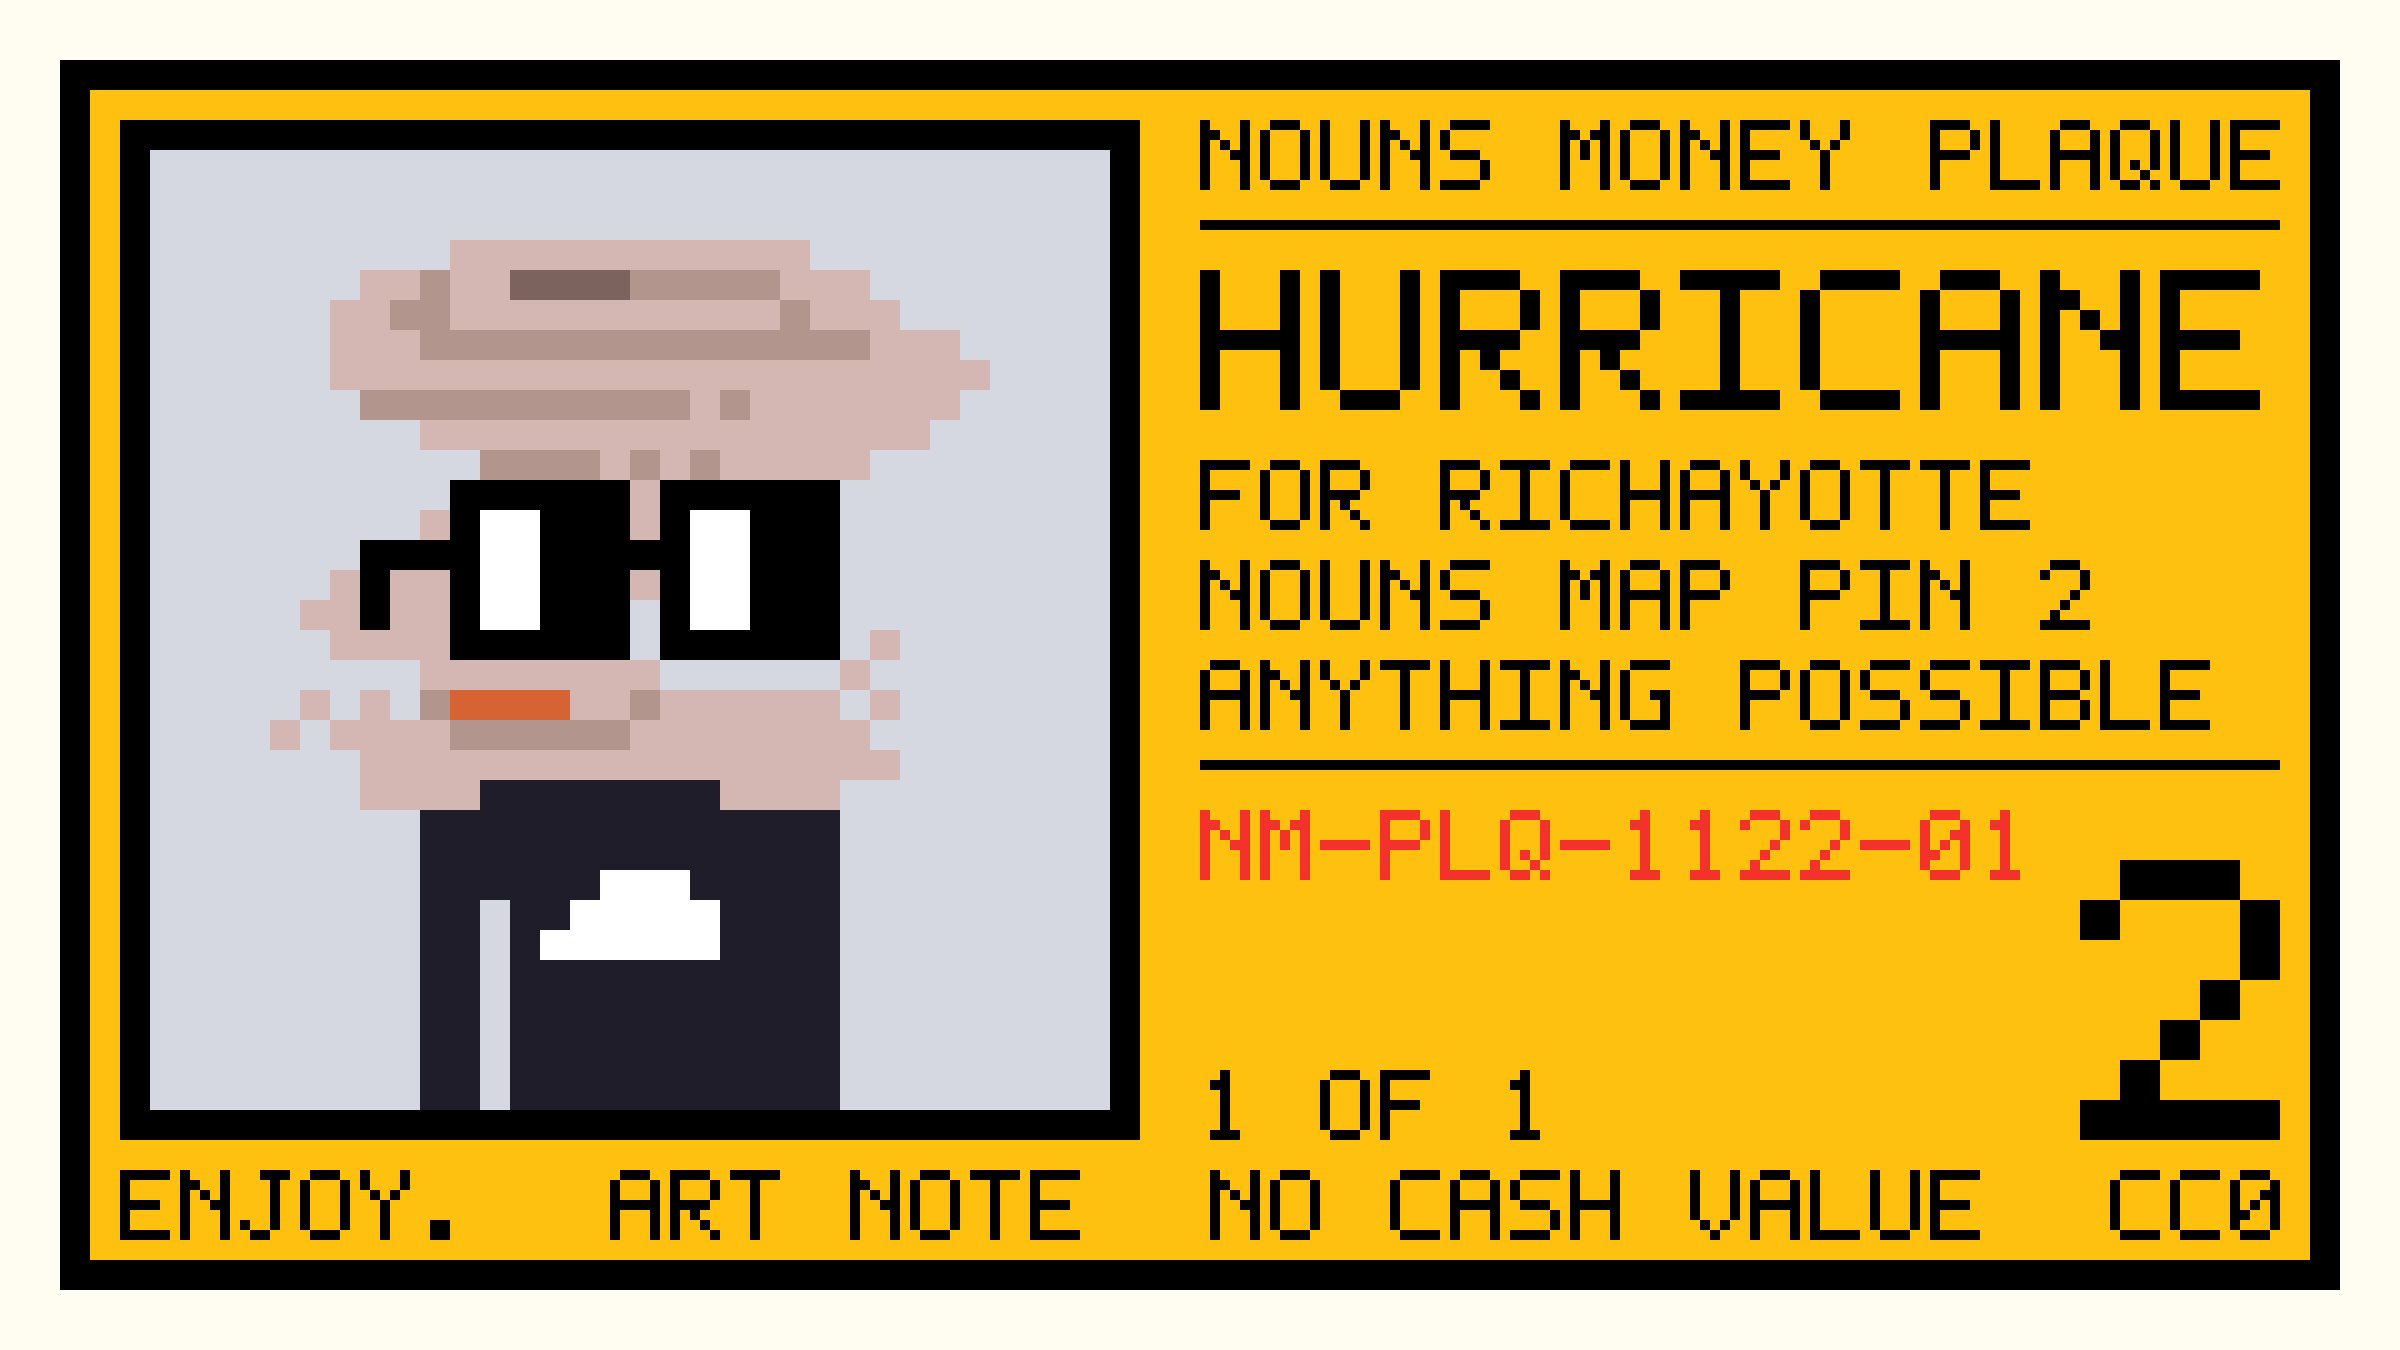 NOUNS MONEY PLAQUE
HURRICANE
FOR RICHAYOTTE
NOUNS MAP PIN 2
ANYTHING POSSIBLE
NM-PLQ-1122-01
2
1 OF 1
ENJOY. ART NOTE NO CASH VALUE CC0